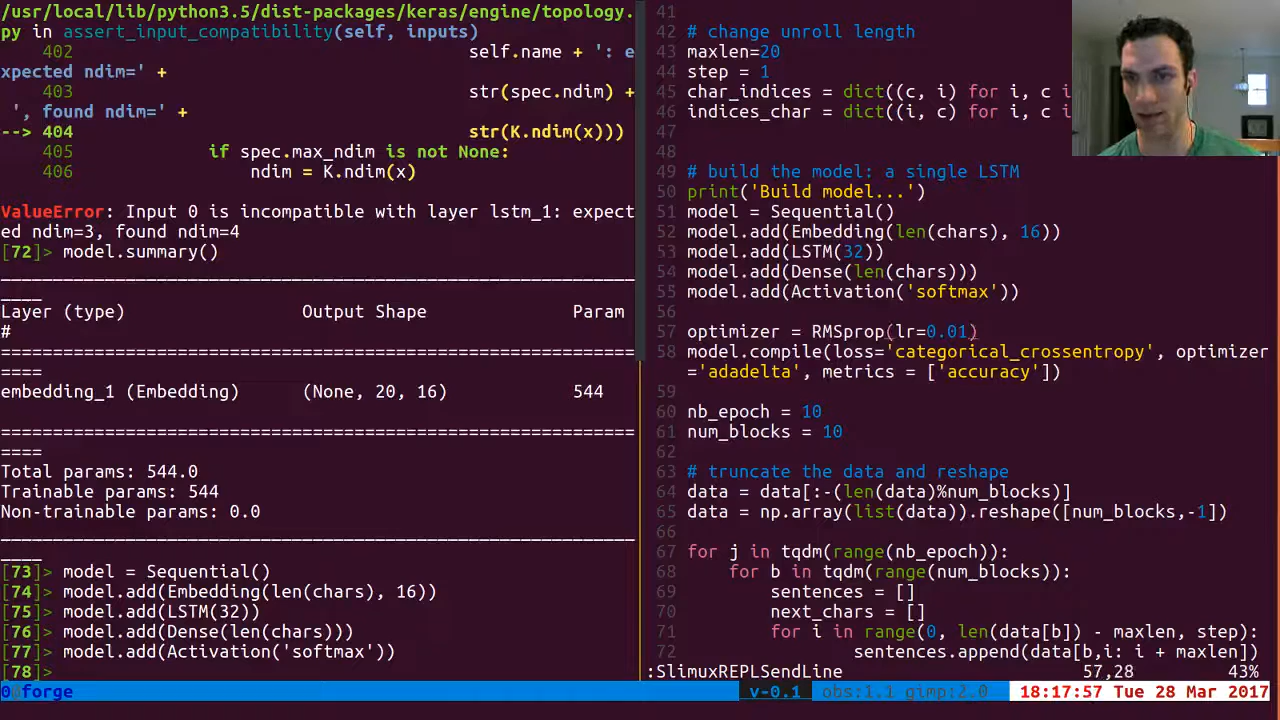 /usr/local/lib/python3.5/dist-packages/keras/engine/topology.
py in assert_input_compatibility(self, inputs)
    402                                      self.name + ': e
xpected ndim=' +
    403                                      str(spec.ndim) +
 ', found ndim=' +
--> 404                                      str(K.ndim(x)))
    405             if spec.max_ndim is not None:
    406                 ndim = K.ndim(x)
ValueError: Input 0 is incompatible with layer lstm_1: expect
ed ndim=3, found ndim=4
[72]> model.summary()
_____________________________________________________________
____
Layer (type)                 Output Shape              Param
#
=============================================================
====
embedding_1 (Embedding)      (None, 20, 16)            544
=============================================================
====
Total params: 544.0
Trainable params: 544
Non-trainable params: 0.0
_____________________________________________________________
____
[73]> model = Sequential()
[74]> model.add(Embedding(len(chars), 16))
[75]> model.add(LSTM(32))
[76]> model.add(Dense(len(chars)))
[77]> model.add(Activation('softmax'))
[78]>
41
42 # change unroll length
43 maxlen=20
44 step = 1
45 char_indices = dict((c, i) for i, c i
46 indices_char = dict((i, c) for i, c i
47
48
49 # build the model: a single LSTM
50 print('Build model...')
51 model = Sequential()
52 model.add(Embedding(len(chars), 16))
53 model.add(LSTM(32))
54 model.add(Dense(len(chars)))
55 model.add(Activation('softmax'))
56
57 optimizer = RMSprop(lr=0.01)
58 model.compile(loss='categorical_crossentropy', optimizer
='adadelta', metrics = ['accuracy'])
59
60 nb_epoch = 10
61 num_blocks = 10
62
63 # truncate the data and reshape
64 data = data[:-(len(data)%num_blocks)]
65 data = np.array(list(data)).reshape([num_blocks,-1])
66
67 for j in tqdm(range(nb_epoch)):
68     for b in tqdm(range(num_blocks)):
69         sentences = []
70         next_chars = []
71         for i in range(0, len(data[b]) - maxlen, step):
72                 sentences.append(data[b,i: i + maxlen])
:SlimuxREPLSendLine                       57,28         43%
0@forge v-0.1 obs:1.1 gimp:2.0 18:17:57 Tue 28 Mar 2017